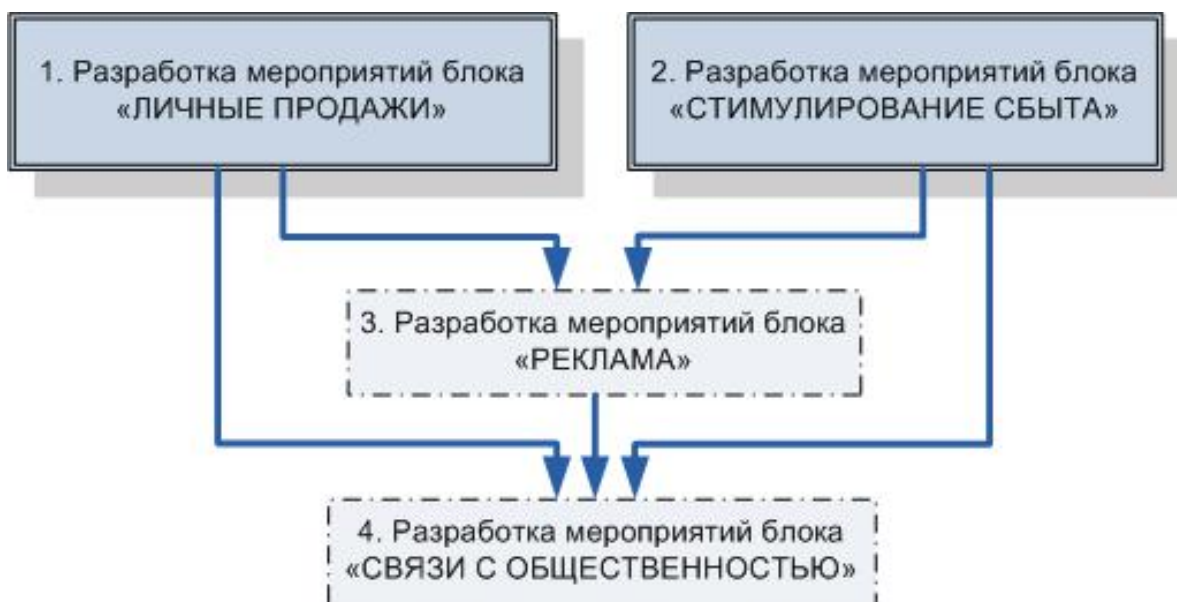 1. Разработка мероприятий блока
«ЛИЧНЫЕ ПРОДАЖИ»
2. Разработка мероприятий блока
«СТИМУЛИРОВАНИЕ СБЫТА»
3. Разработка мероприятий блока
«РЕКЛАМА»
4. Разработка мероприятий блока
«СВЯЗИ С ОБЩЕСТВЕННОСТЬЮ»